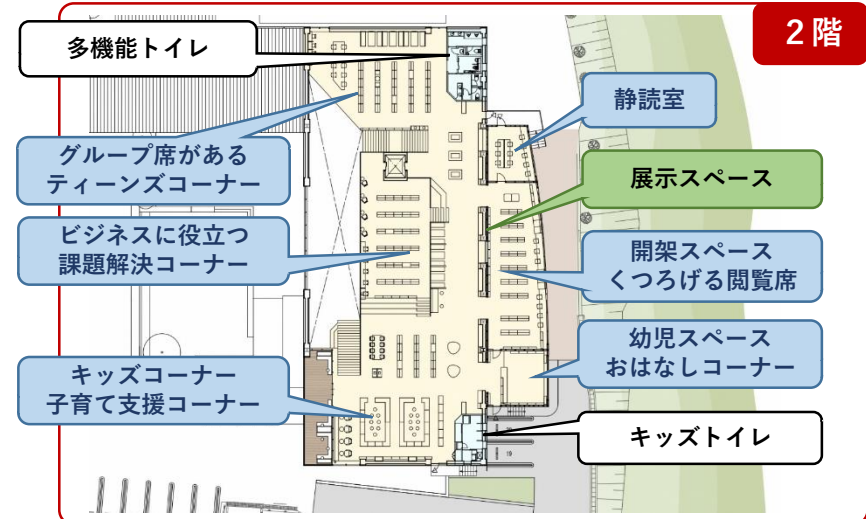 2階
多機能トイレ
グループ席がある
ティーンズコーナー
ビジネスに役立つ
課題解決コーナー
キッズコーナー
子育て支援コーナー
静読室
展示スペース
開架スペース
くつろげる閲覧席
幼児スペース
おはなしコーナー
キッズトイレ
19